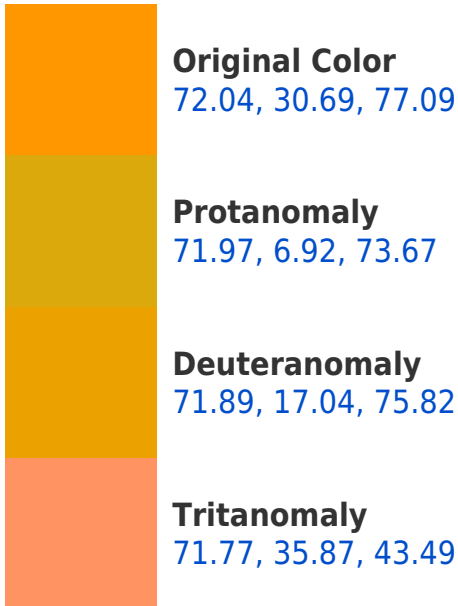 Original Color
72.04, 30.69, 77.09
Protanomaly
71.97, 6.92, 73.67
Deuteranomaly
71.89, 17.04, 75.82
Tritanomaly
71.77, 35.87, 43.49